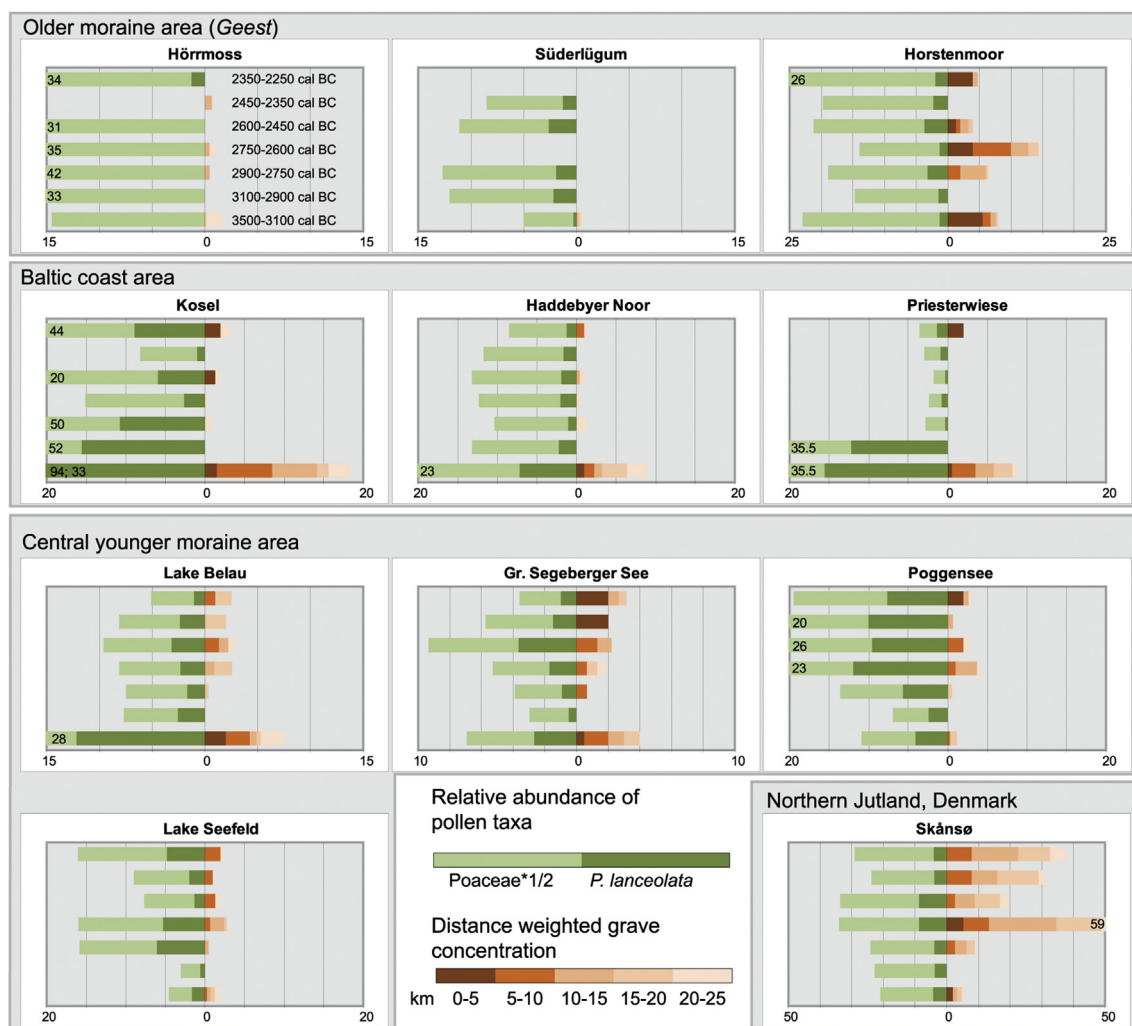 Older moraine area (Geest)
Hörrmoss
34
2350-2250 cal BC
2450-2350 cal BC
31
2600-2450 cal BC
35
2750-2600 cal BC
42
2900-2750 cal BC
33
3100-2900 cal BC
3500-3100 cal BC
15 0 15
Süderlügum
15 0 15
Horstenmoor
26
25 0 25
Baltic coast area
Kosel
44
20
50
52
94; 33
20 0 20
Haddebyer Noor
23
20 0 20
Priesterwiese
35.5
35.5
20 0 20
Central younger moraine area
Lake Belau
28
15 0 15
Gr. Segeberger See
10 0 10
Poggensee
20
26
23
20 0 20
Lake Seefeld
20 0 20
Relative abundance of
pollen taxa
Poaceae*1/2 P. lanceolata
Distance weighted grave
concentration
km 0-5 5-10 10-15 15-20 20-25
Northern Jutland, Denmark
Skånsø
59
50 0 50